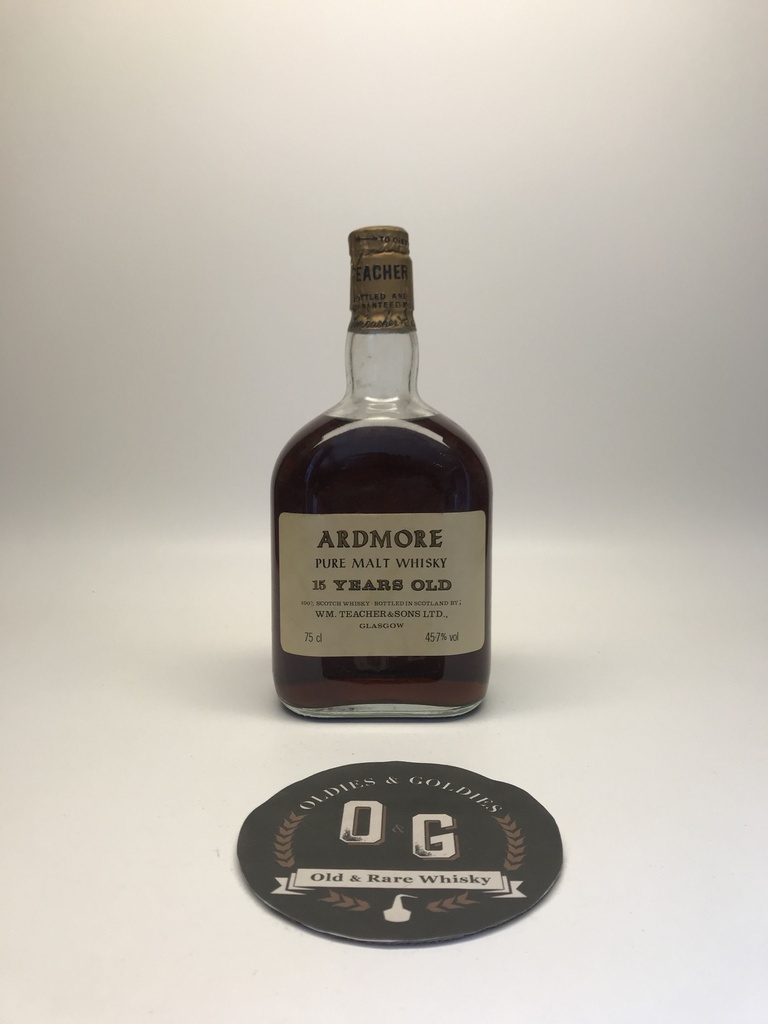 TO
TEACHER
ARDMORE
PURE MALT WHISKY
15 YEARS OLD
100% SCOTCH WHISKY - BOTTLED IN SCOTLAND BY:
WM. TEACHER & SONS LTD.,
GLASGOW
75 cl 45·7% vol
OLDIES & GOLDIES
O & G
Old & Rare Whisky